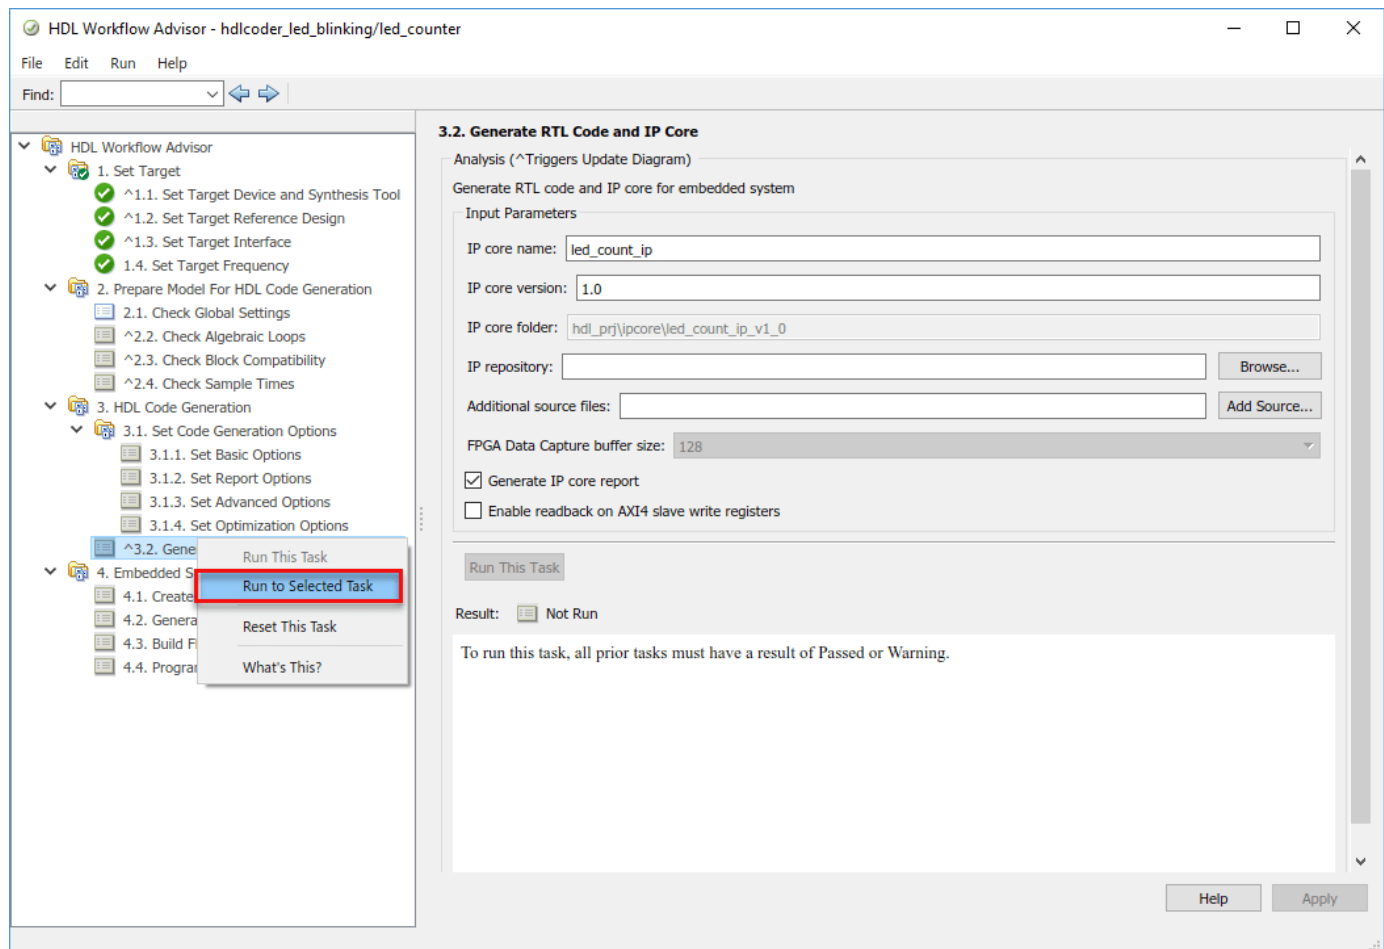 HDL Workflow Advisor - hdlcoder_led_blinking/led_counter
File Edit Run Help
Find:
HDL Workflow Advisor
1. Set Target
^1.1. Set Target Device and Synthesis Tool
^1.2. Set Target Reference Design
^1.3. Set Target Interface
1.4. Set Target Frequency
2. Prepare Model For HDL Code Generation
2.1. Check Global Settings
^2.2. Check Algebraic Loops
^2.3. Check Block Compatibility
^2.4. Check Sample Times
3. HDL Code Generation
3.1. Set Code Generation Options
3.1.1. Set Basic Options
3.1.2. Set Report Options
3.1.3. Set Advanced Options
3.1.4. Set Optimization Options
^3.2. Gene
4. Embedded S
4.1. Create
4.2. Genera
4.3. Build F
4.4. Program
Run This Task
Run to Selected Task
Reset This Task
What's This?
3.2. Generate RTL Code and IP Core
Analysis (^Triggers Update Diagram)
Generate RTL code and IP core for embedded system
Input Parameters
IP core name: led_count_ip
IP core version: 1.0
IP core folder: hdl_prj\ipcore\led_count_ip_v1_0
IP repository: Browse...
Additional source files: Add Source...
FPGA Data Capture buffer size: 128
Generate IP core report
Enable readback on AXI4 slave write registers
Run This Task
Result: Not Run
To run this task, all prior tasks must have a result of Passed or Warning.
Help Apply